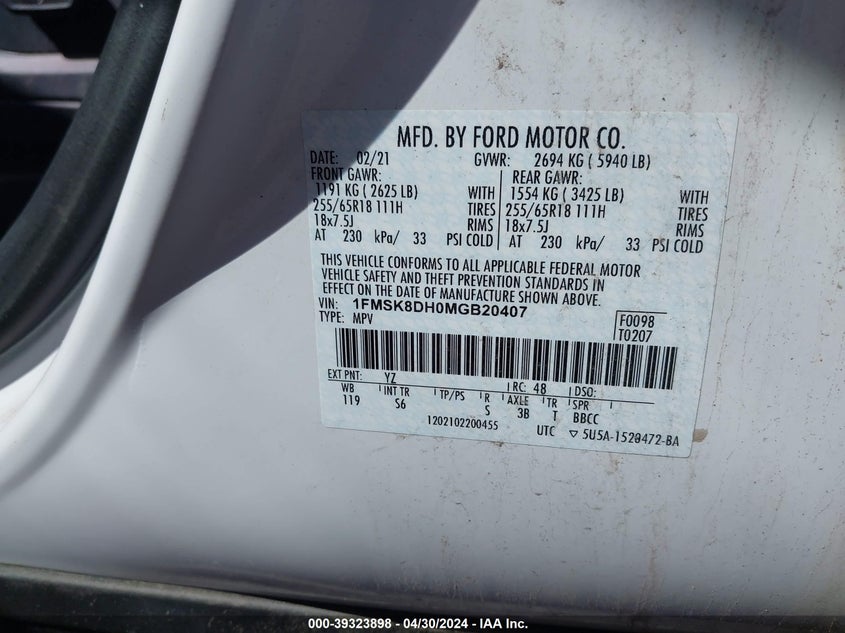 MFD. BY FORD MOTOR CO.
DATE: 02/21 GVWR: 2694 KG ( 5940 LB)
FRONT GAWR: REAR GAWR:
1191 KG ( 2625 LB) WITH 1554 KG ( 3425 LB) WITH
255/65R18 111H TIRES 255/65R18 111H TIRES
18x7.5J RIMS 18x7.5J RIMS
AT 230 kPa/ 33 PSI COLD AT 230 kPa/ 33 PSI COLD
THIS VEHICLE CONFORMS TO ALL APPLICABLE FEDERAL MOTOR
VEHICLE SAFETY AND THEFT PREVENTION STANDARDS IN
EFFECT ON THE DATE OF MANUFACTURE SHOWN ABOVE.
VIN: 1FMSK8DH0MGB20407 F0098
TYPE: MPV T0207
EXT PNT: YZ RC: 48 DSO:
WB INT TR TP/PS R AXLE TR SPR
119 S6 S 3B T BBCC
1202102200455 UTC ▽ 5U5A-1520472-BA
000-39323898 - 04/30/2024 - IAA Inc.